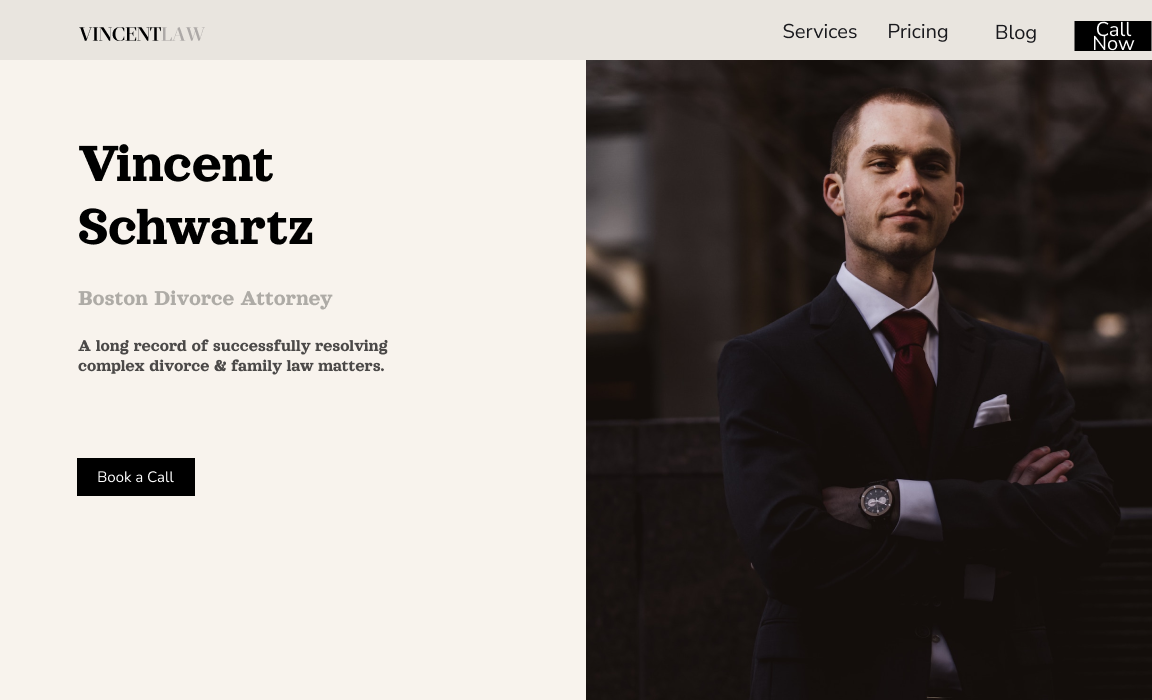 VINCENTLAW
Services
Pricing
Blog
Call
Now
Vincent
Schwartz
Boston Divorce Attorney
A long record of successfully resolving
complex divorce & family law matters.
Book a Call